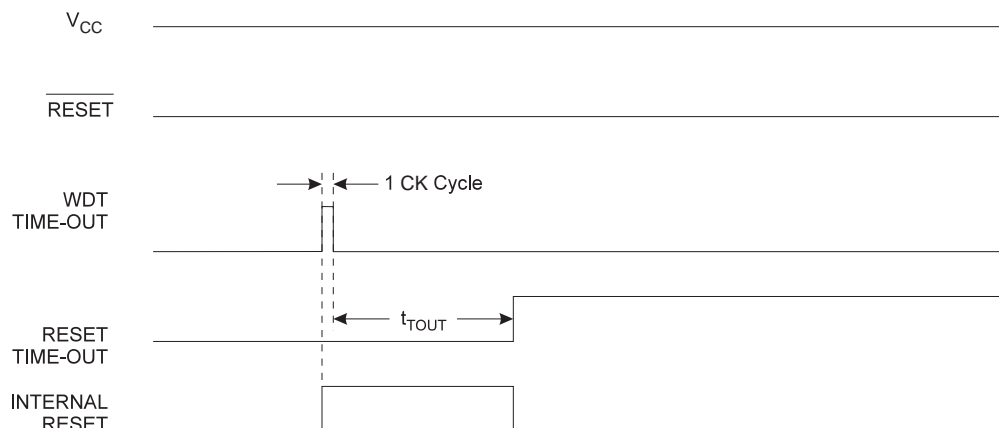 VCC
RESET
1 CK Cycle
WDT
TIME-OUT
tTOUT
RESET
TIME-OUT
INTERNAL
RESET